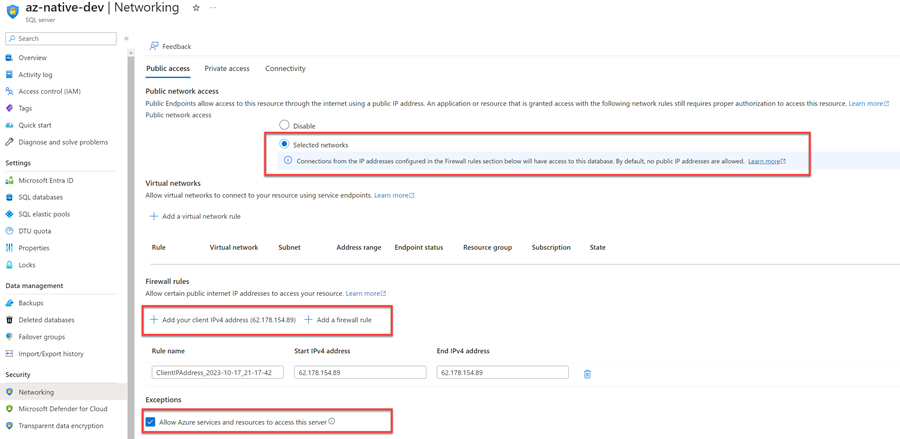 az-native-dev | Networking ☆ ...
SQL server
Search
Overview
Activity log
Access control (IAM)
Tags
Quick start
Diagnose and solve problems
Settings
Microsoft Entra ID
SQL databases
SQL elastic pools
DTU quota
Properties
Locks
Data management
Backups
Deleted databases
Failover groups
Import/Export history
Security
Networking
Microsoft Defender for Cloud
Transparent data encryption
Feedback
Public access Private access Connectivity
Public network access
Public Endpoints allow access to this resource through the internet using a public IP address. An application or resource that is granted access with the following network rules still requires proper authorization to access this resource. Learn more
Public network access
Disable
Selected networks
Connections from the IP addresses configured in the Firewall rules section below will have access to this database. By default, no public IP addresses are allowed. Learn more
Virtual networks
Allow virtual networks to connect to your resource using service endpoints. Learn more
+ Add a virtual network rule
Rule Virtual network Subnet Address range Endpoint status Resource group Subscription State
Firewall rules
Allow certain public internet IP addresses to access your resource. Learn more
+ Add your client IPv4 address (62.178.154.89) + Add a firewall rule
Rule name Start IPv4 address End IPv4 address
ClientIPAddress_2023-10-17_21-17-42 62.178.154.89 62.178.154.89
Exceptions
Allow Azure services and resources to access this server